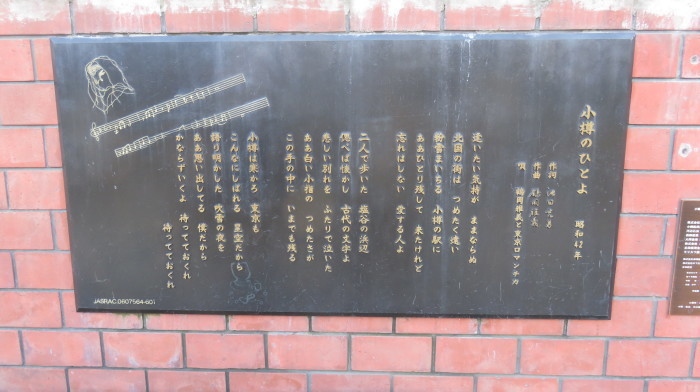 小樽のひとよ 昭和42年
作詞 池田充男
作曲 鶴岡雅義
唄 鶴岡雅義と東京ロマンチカ
逢いたい気持が ままならぬ
北国の街は つめたく遠い
粉雪まいちる 小樽の駅に
ああひとり残して 来たけれど
忘れはしない 愛する人よ
二人で歩いた 塩谷の浜辺
偲べば懐かし 古代の文字よ
悲しい別れを ふたりで泣いた
ああ白い小指の つめたさが
この手の中に いまでも残る
小樽は寒かろ 東京も
こんなにしばれる 星空だから
語り明かした 吹雪の夜を
ああ思い出してる 僕だから
かならずいくよ 待ってておくれ
待ってておくれ
JASRAC 0607564-601